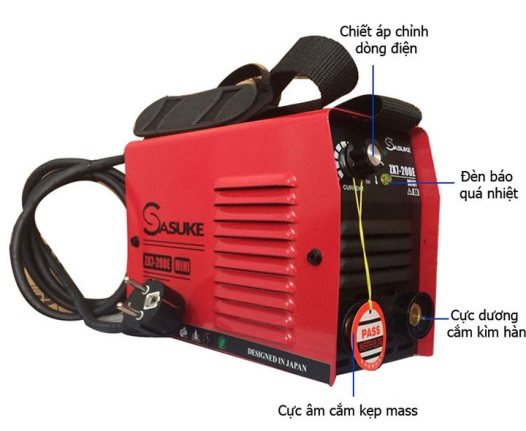 Chiết áp chỉnh
dòng điện
SASUKE
ZX7-200E
CURRENT
Đèn báo
quá nhiệt
SASUKE
ZX7-200E MINI
PASS
Cực dương
cắm kìm hàn
DESIGNED IN JAPAN
Cực âm cắm kẹp mass